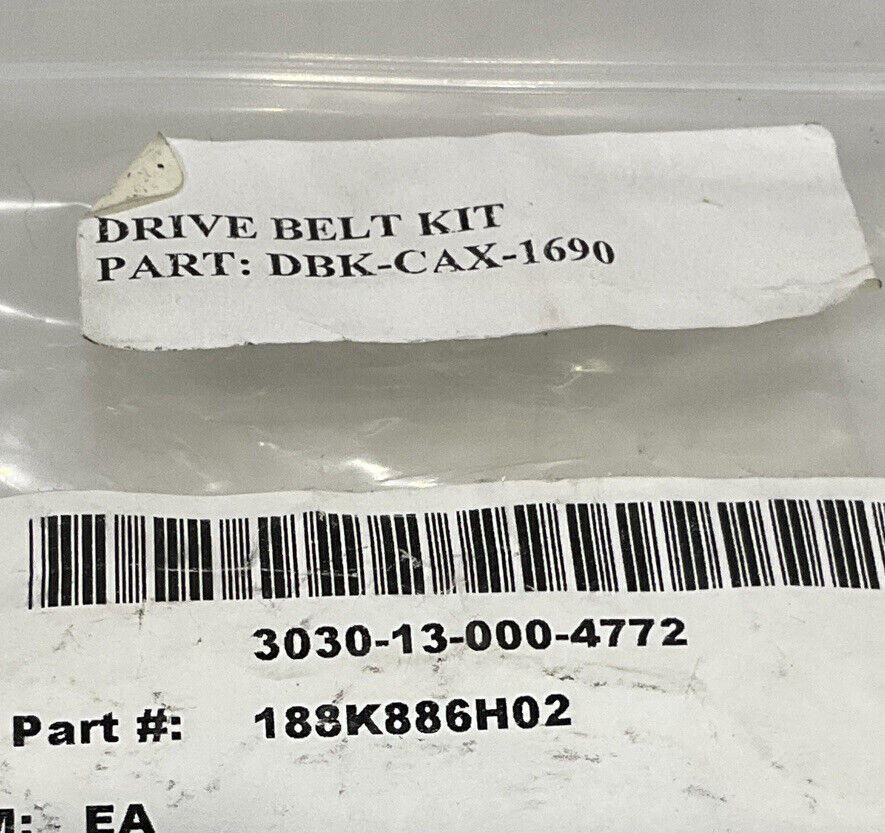 DRIVE BELT KIT
PART: DBK-CAX-1690
3030-13-000-4772
Part #: 188K886H02
M: EA